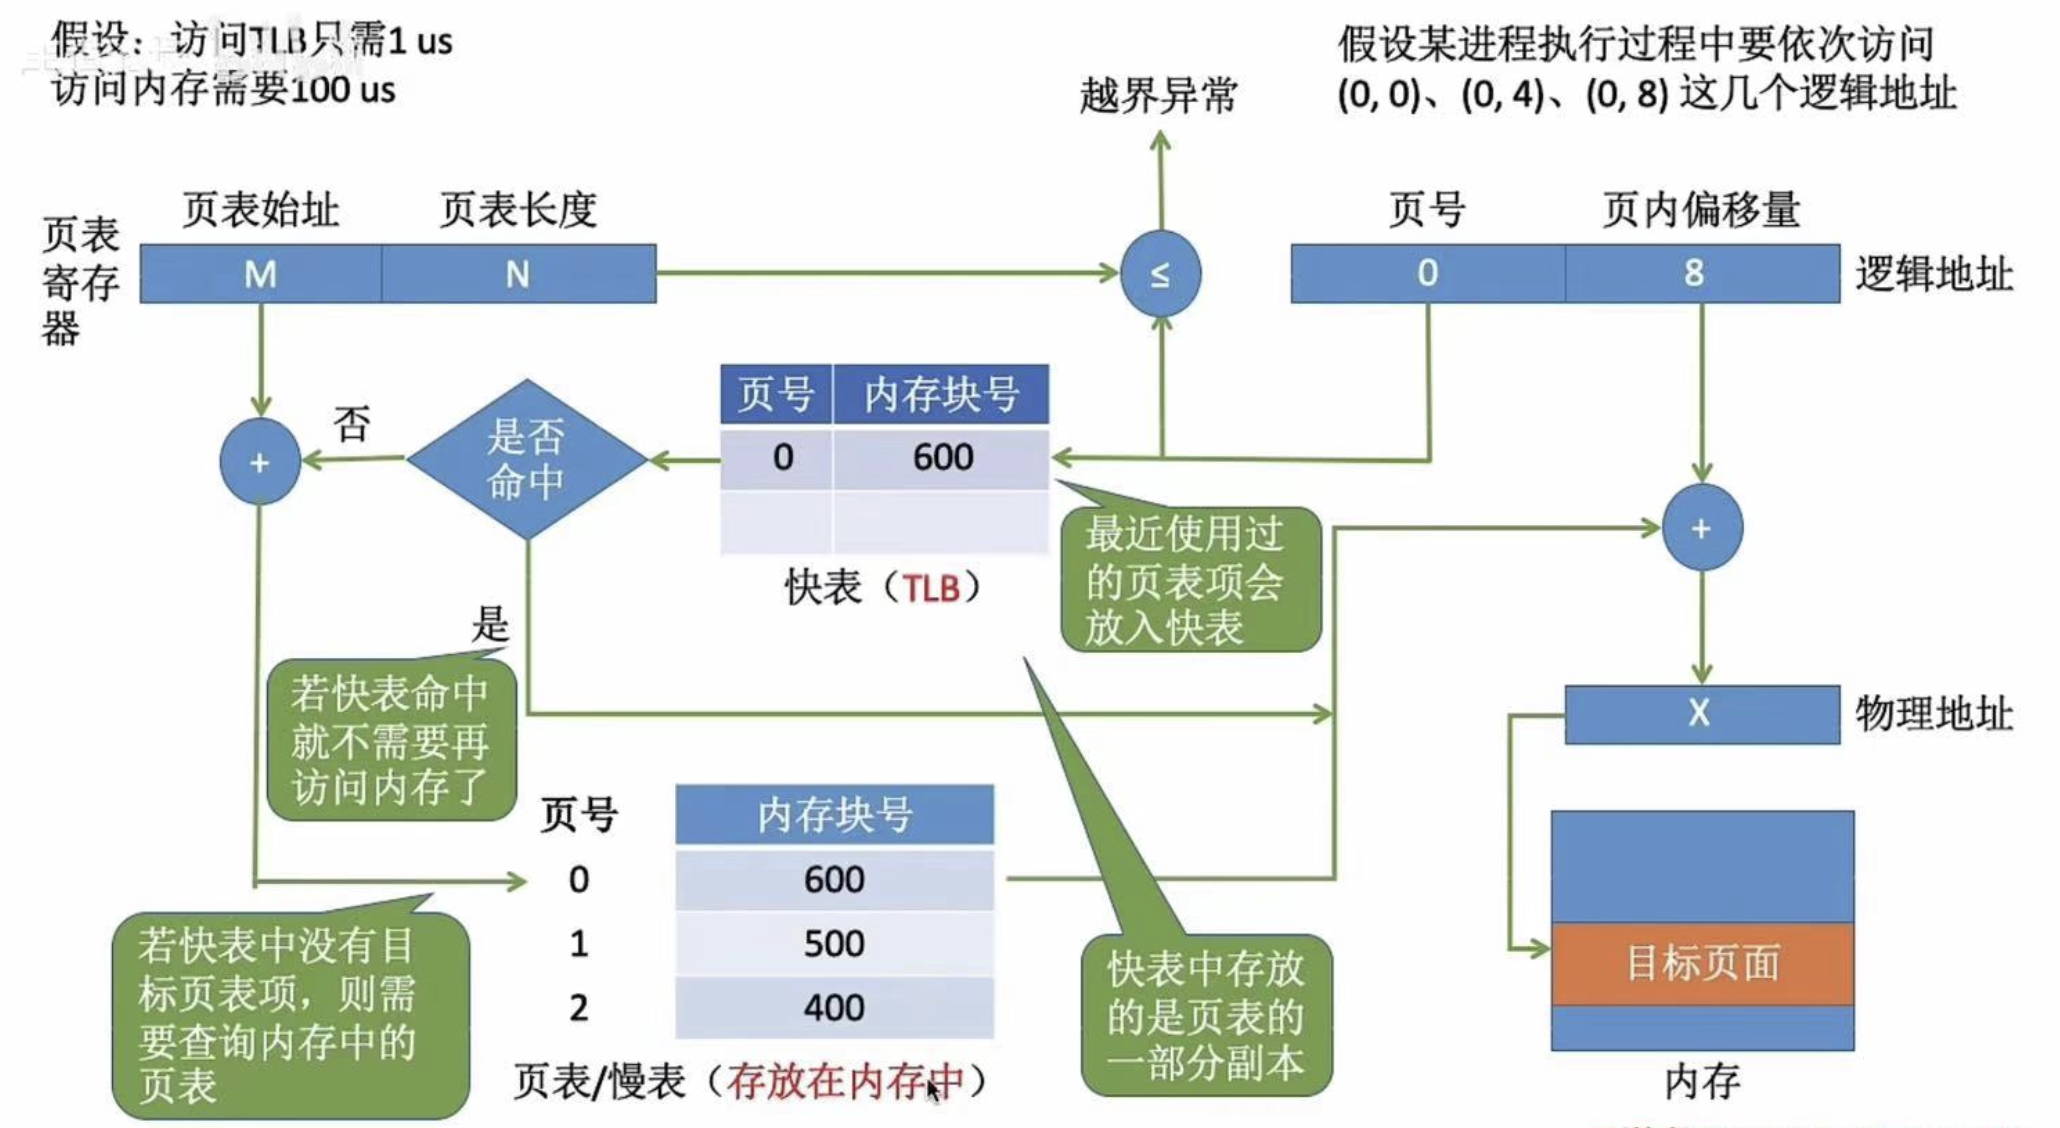 假设：访问TLB只需1 us
访问内存需要100 us
假设某进程执行过程中要依次访问
(0, 0)、(0, 4)、(0, 8) 这几个逻辑地址
越界异常
页表始址
页表长度
页号
页内偏移量
页表
寄存
器
M
N
≤
0
8
逻辑地址
页号
内存块号
0
600
快表（TLB）
是否
命中
否
是
+
+
最近使用过
的页表项会
放入快表
若快表命中
就不需要再
访问内存了
X
物理地址
页号
内存块号
0
600
1
500
2
400
页表/慢表（存放在内存中）
若快表中没有目
标页表项，则需
要查询内存中的
页表
快表中存放
的是页表的
一部分副本
目标页面
内存